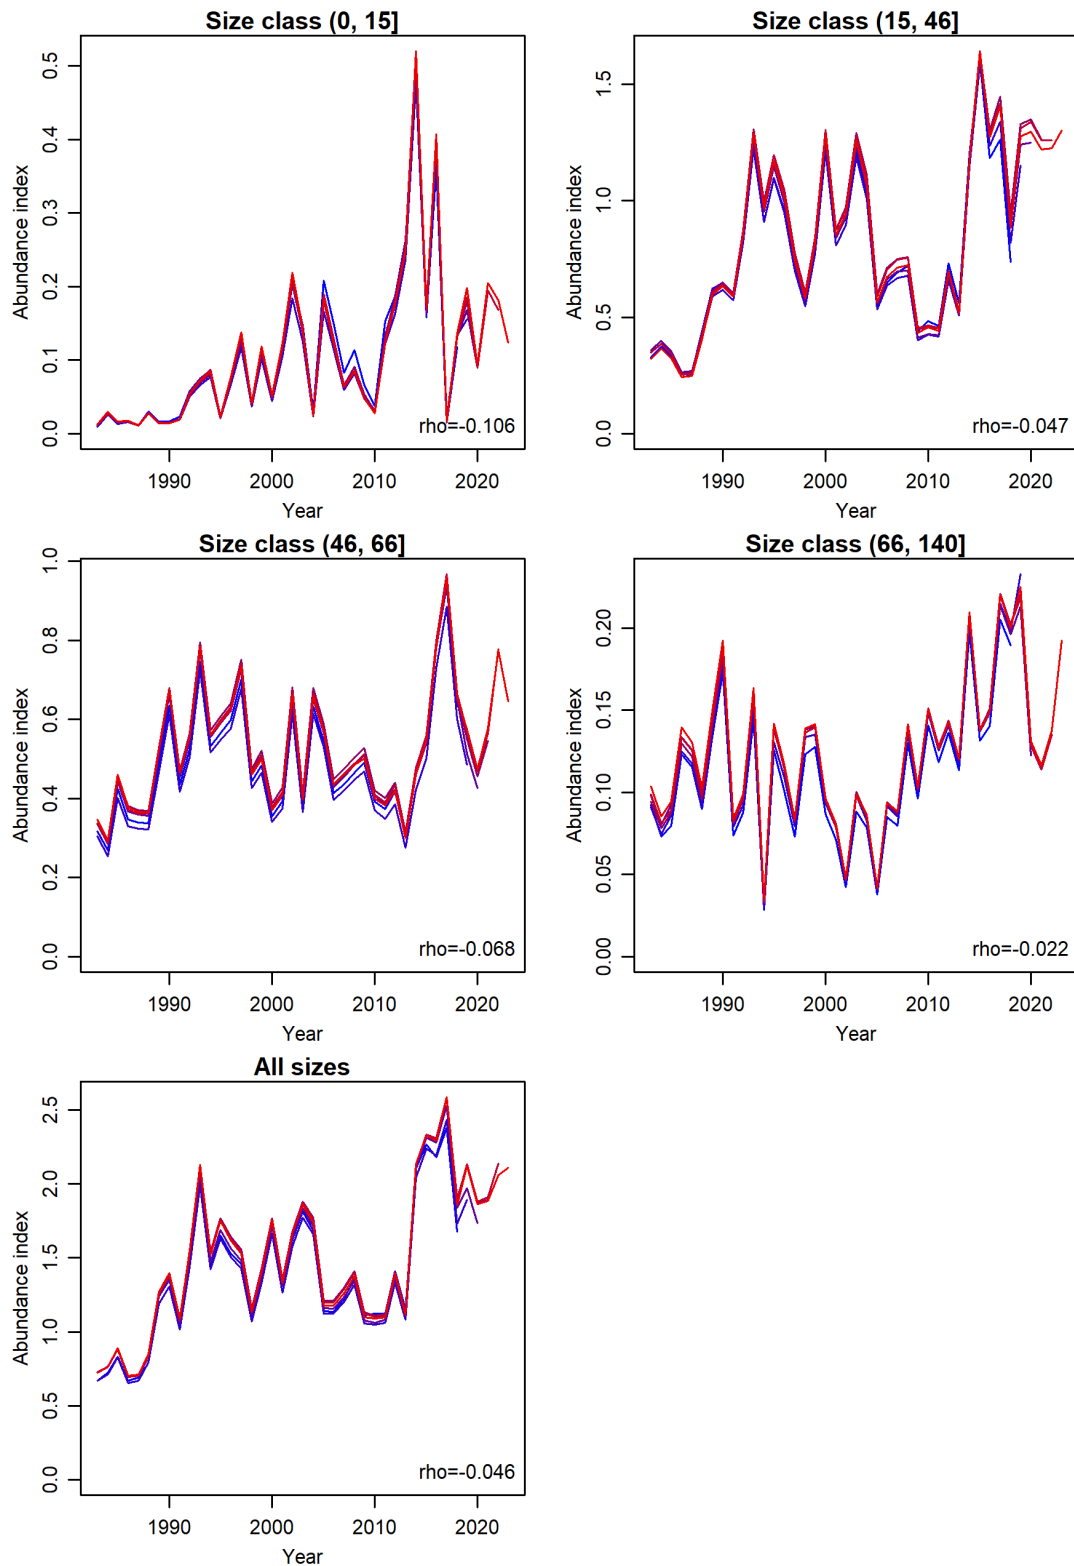 Size class (0, 15]
Abundance index
0.0 0.1 0.2 0.3 0.4 0.5
rho=-0.106
1990 2000 2010 2020
Year
Size class (15, 46]
Abundance index
0.0 0.5 1.0 1.5
rho=-0.047
1990 2000 2010 2020
Year
Size class (46, 66]
Abundance index
0.0 0.2 0.4 0.6 0.8 1.0
rho=-0.068
1990 2000 2010 2020
Year
Size class (66, 140]
Abundance index
0.00 0.05 0.10 0.15 0.20
rho=-0.022
1990 2000 2010 2020
Year
All sizes
Abundance index
0.0 0.5 1.0 1.5 2.0 2.5
rho=-0.046
1990 2000 2010 2020
Year